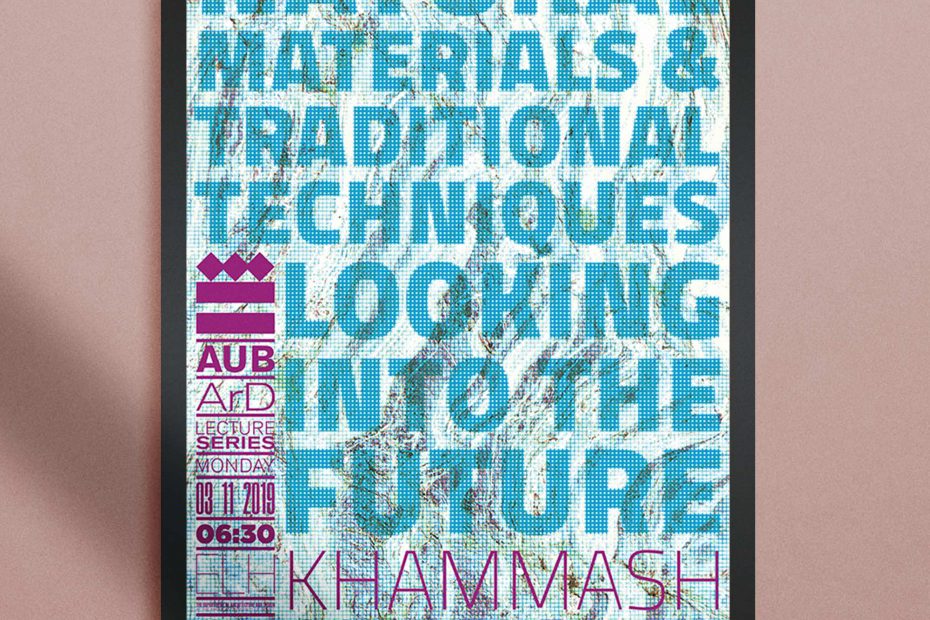 MATERIALS &
TRADITIONAL
TECHNIQUES
LOOKING
INTO THE
FUTURE
AUB
ArD
LECTURE
SERIES
MONDAY
03 11 2019
06:30
KHAMMASH